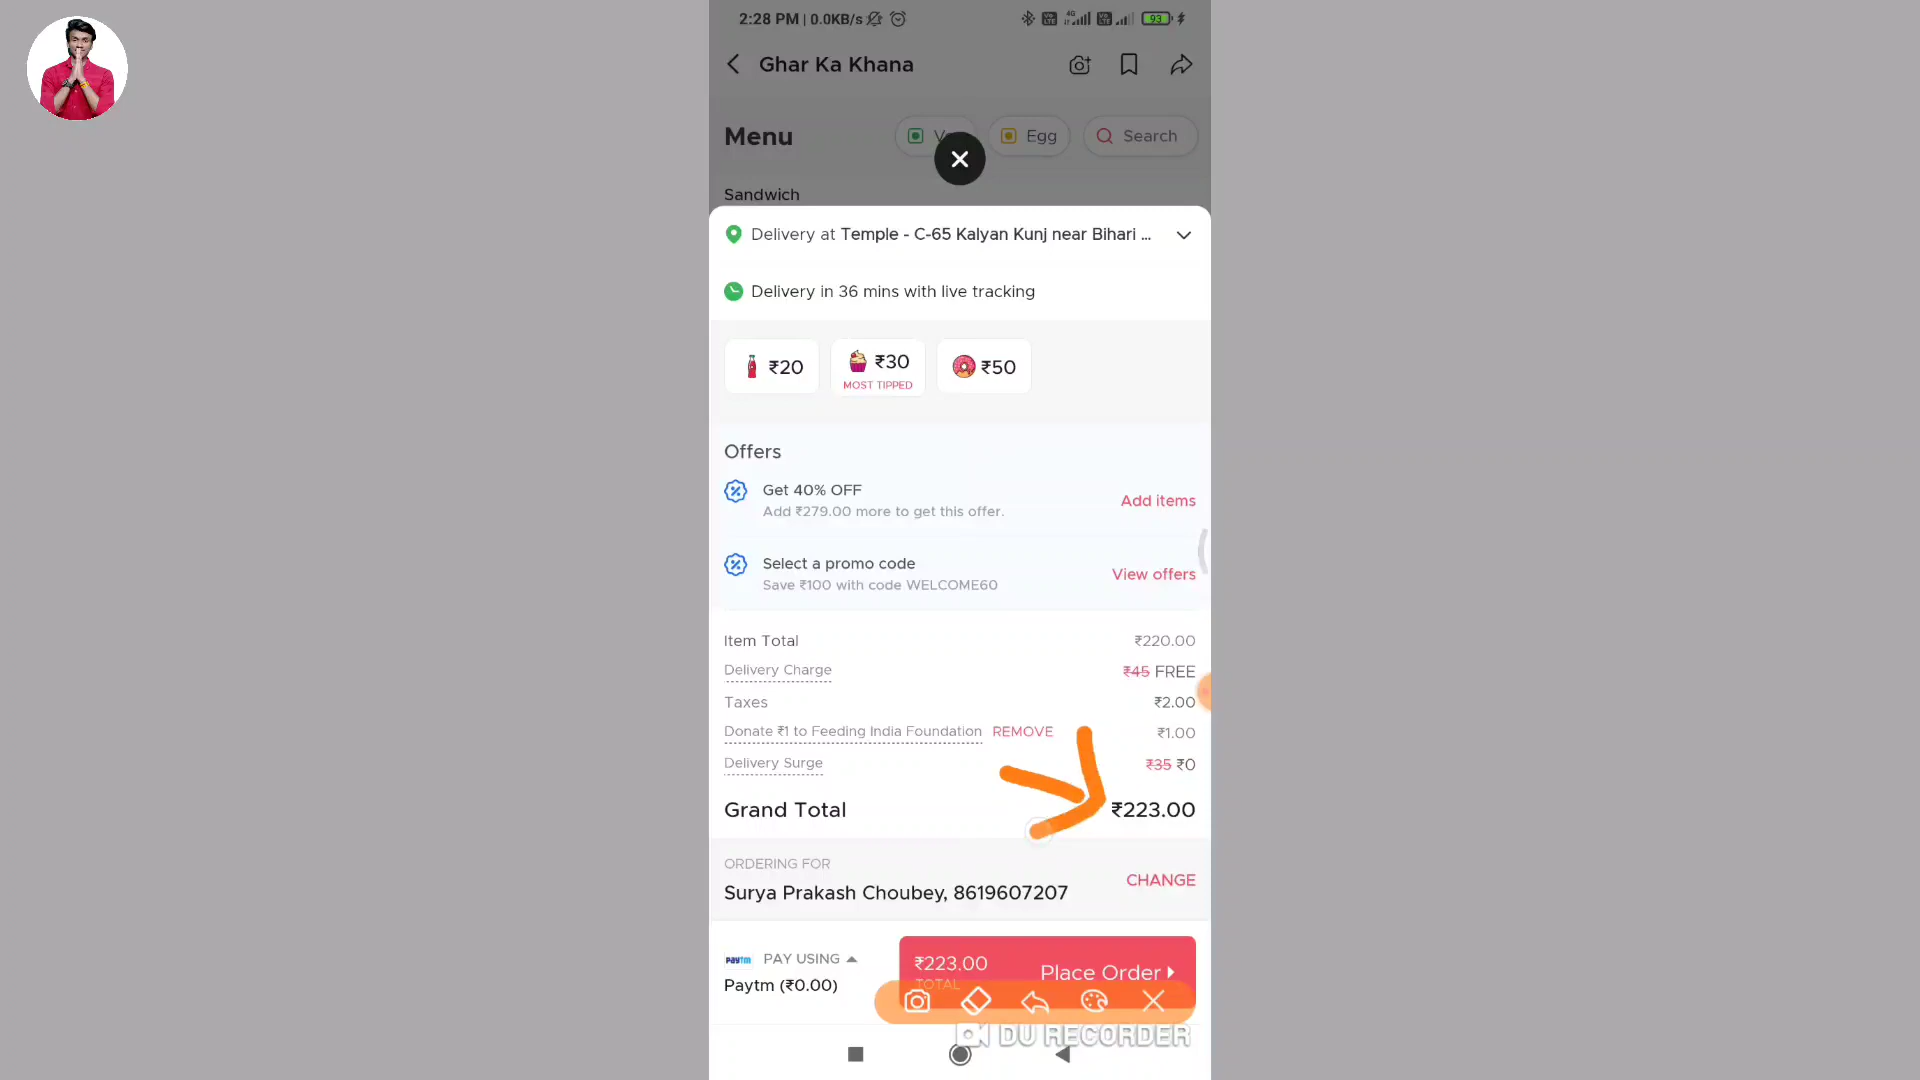 2:28 PM | 0.0KB/s
4G
93
Ghar Ka Khana
Menu
Egg
Search
Sandwich
Delivery at Temple - C-65 Kalyan Kunj near Bihari ...
Delivery in 36 mins with live tracking
₹20
₹30
MOST TIPPED
₹50
Offers
Get 40% OFF
Add ₹279.00 more to get this offer.
Add items
Select a promo code
Save ₹100 with code WELCOME60
View offers
Item Total ₹220.00
Delivery Charge ₹45 FREE
Taxes ₹2.00
Donate ₹1 to Feeding India Foundation REMOVE ₹1.00
Delivery Surge ₹35 ₹0
Grand Total ₹223.00
ORDERING FOR
Surya Prakash Choubey, 8619607207
CHANGE
Paytm PAY USING
Paytm (₹0.00)
₹223.00
TOTAL
Place Order
DU RECORDER